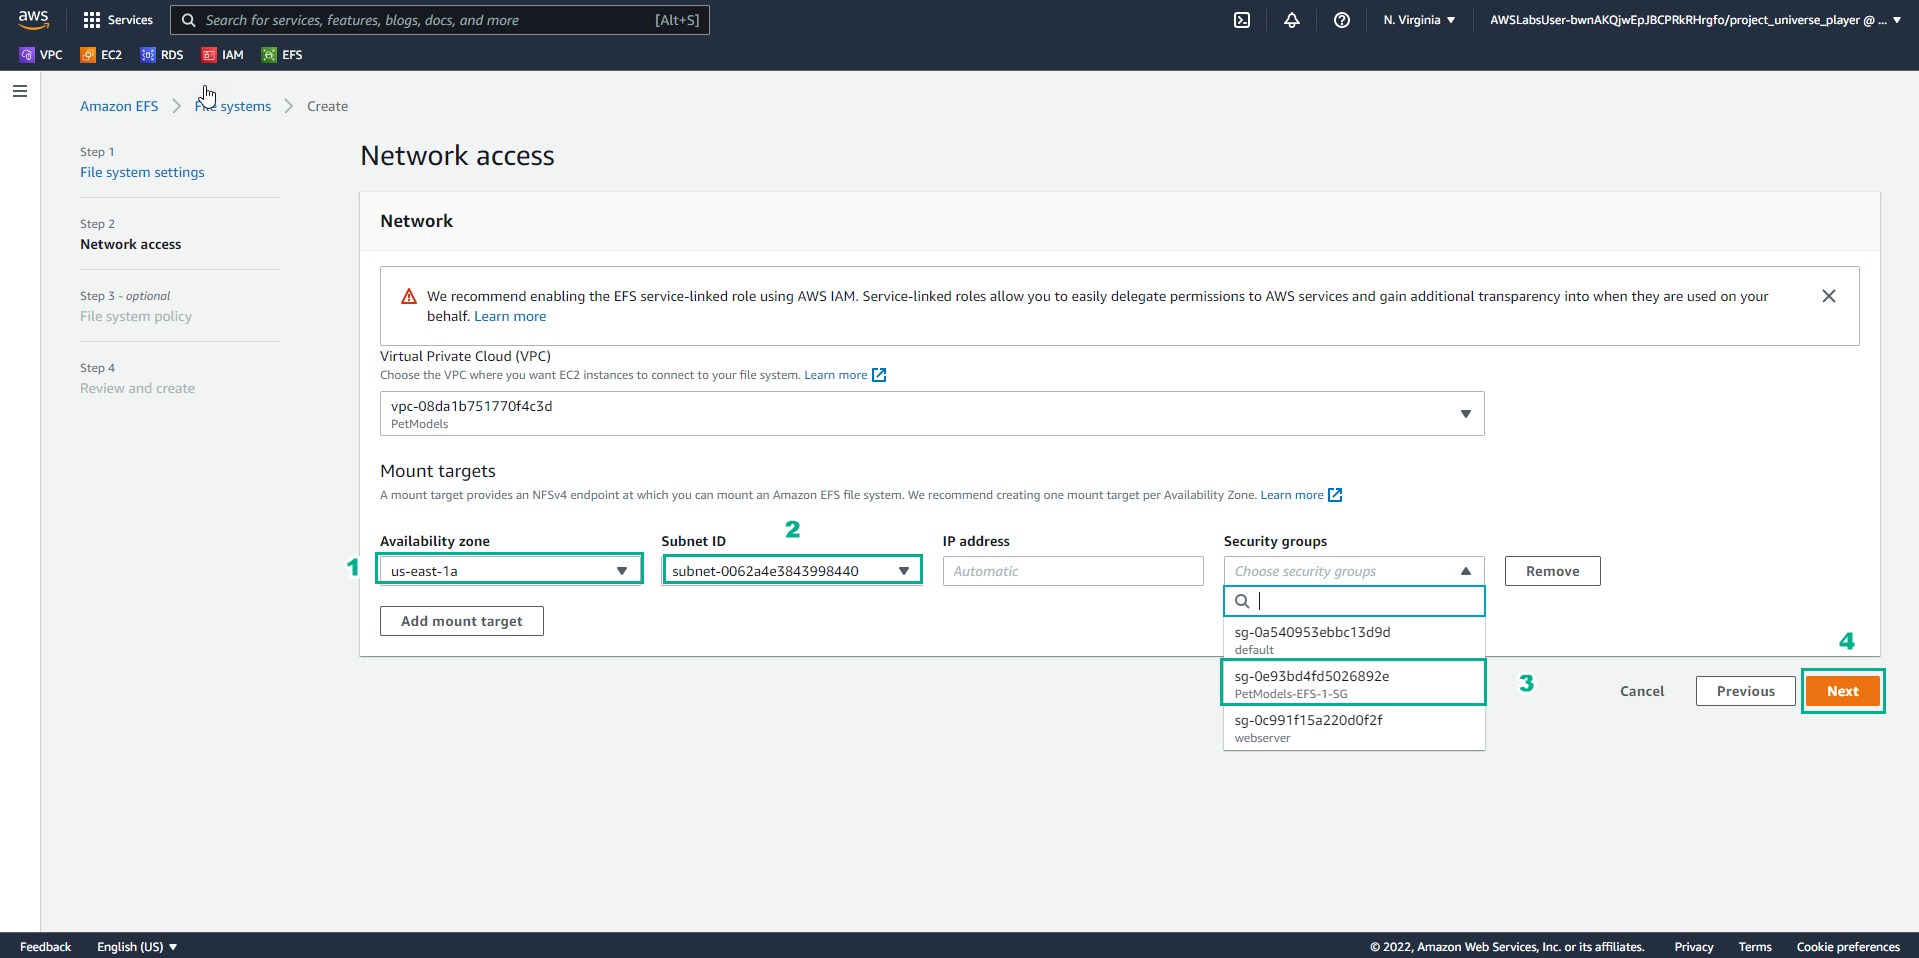 aws
Services
Search for services, features, blogs, docs, and more
[Alt+S]
N. Virginia
AWSLabsUser-bwnAKQjwEpJBCPRkRHrgfo/project_universe_player @ ...
VPC
EC2
RDS
IAM
EFS
Amazon EFS
File systems
Create
Step 1
File system settings
Step 2
Network access
Step 3 - optional
File system policy
Step 4
Review and create
Network access
Network
We recommend enabling the EFS service-linked role using AWS IAM. Service-linked roles allow you to easily delegate permissions to AWS services and gain additional transparency into when they are used on your
behalf. Learn more
Virtual Private Cloud (VPC)
Choose the VPC where you want EC2 instances to connect to your file system. Learn more
vpc-08da1b751770f4c3d
PetModels
Mount targets
A mount target provides an NFSv4 endpoint at which you can mount an Amazon EFS file system. We recommend creating one mount target per Availability Zone. Learn more
2
Availability zone
Subnet ID
IP address
Security groups
1
us-east-1a
subnet-0062a4e3843998440
Automatic
Choose security groups
Remove
Add mount target
sg-0a540953ebbc13d9d
default
4
sg-0e93bd4fd5026892e
PetModels-EFS-1-SG
3
Cancel
Previous
Next
sg-0c991f15a220d0f2f
webserver
Feedback
English (US)
© 2022, Amazon Web Services, Inc. or its affiliates.
Privacy
Terms
Cookie preferences